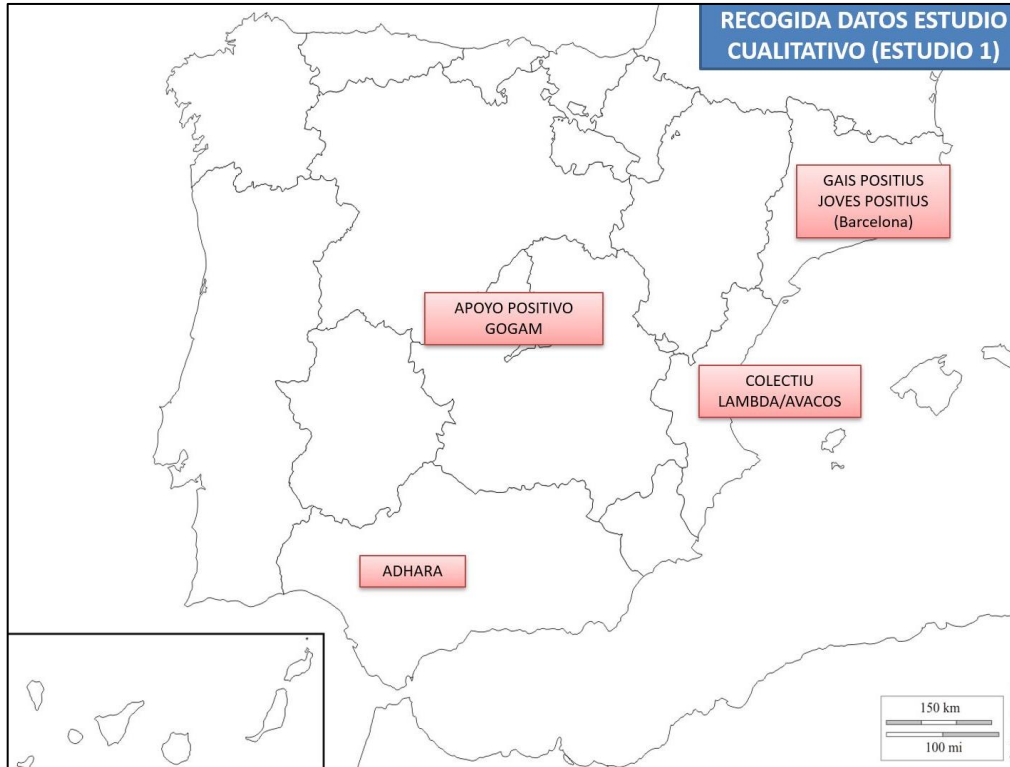 RECOGIDA DATOS ESTUDIO
CUALITATIVO (ESTUDIO 1)
GAIS POSITIUS
JOVES POSITIUS
(Barcelona)
APOYO POSITIVO
GOGAM
COLECTIU
LAMBDA/AVACOS
ADHARA
150 km
100 mi